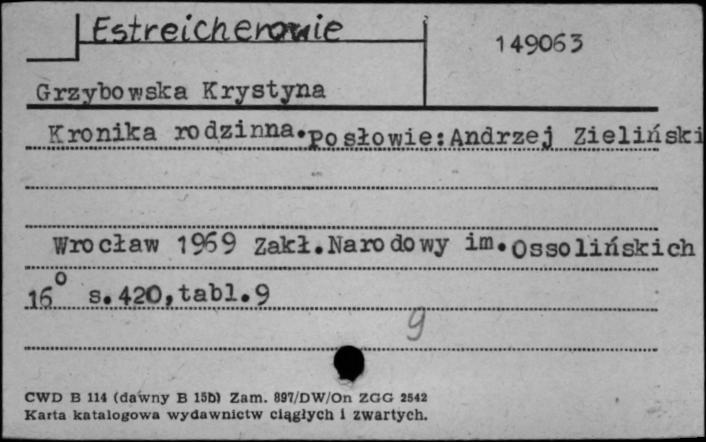 Estreicherowie
149063
Grzybowska Krystyna
Kronika rodzinna.Posłowie:Andrzej Zieliński
Wrocław 1969 Zakł.Narodowy im.Ossolińskich
16° s.420,tabl.9
9
CWD B 114 (dawny B 15b) Zam. 897/DW/On ZGG 2542
Karta katalogowa wydawnictw ciągłych i zwartych.